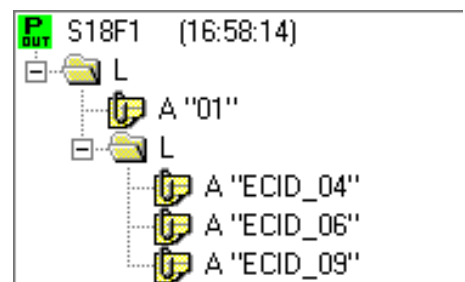 P OUT S18F1 (16:58:14)
L
A "01"
L
A "ECID_04"
A "ECID_06"
A "ECID_09"